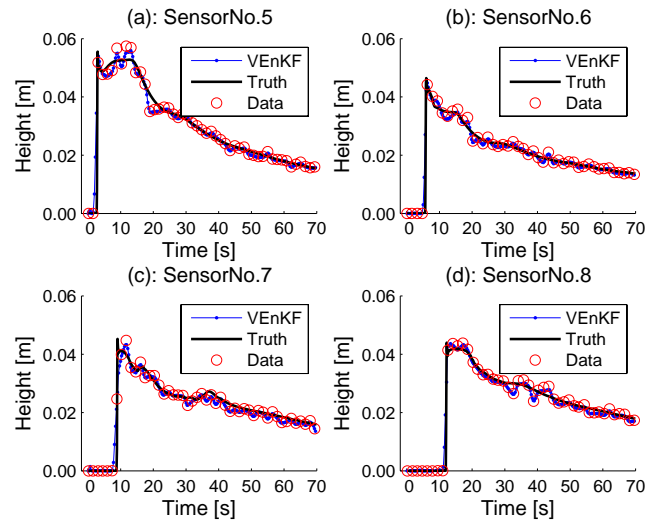 (a): SensorNo.5
0.06
0.04
0.02
0.00
Height [m]
VEnKF
Truth
Data
0 10 20 30 40 50 60 70
Time [s]
(b): SensorNo.6
0.06
0.04
0.02
0.00
Height [m]
VEnKF
Truth
Data
0 10 20 30 40 50 60 70
Time [s]
(c): SensorNo.7
0.06
0.04
0.02
0.00
Height [m]
VEnKF
Truth
Data
0 10 20 30 40 50 60 70
Time [s]
(d): SensorNo.8
0.06
0.04
0.02
0.00
Height [m]
VEnKF
Truth
Data
0 10 20 30 40 50 60 70
Time [s]